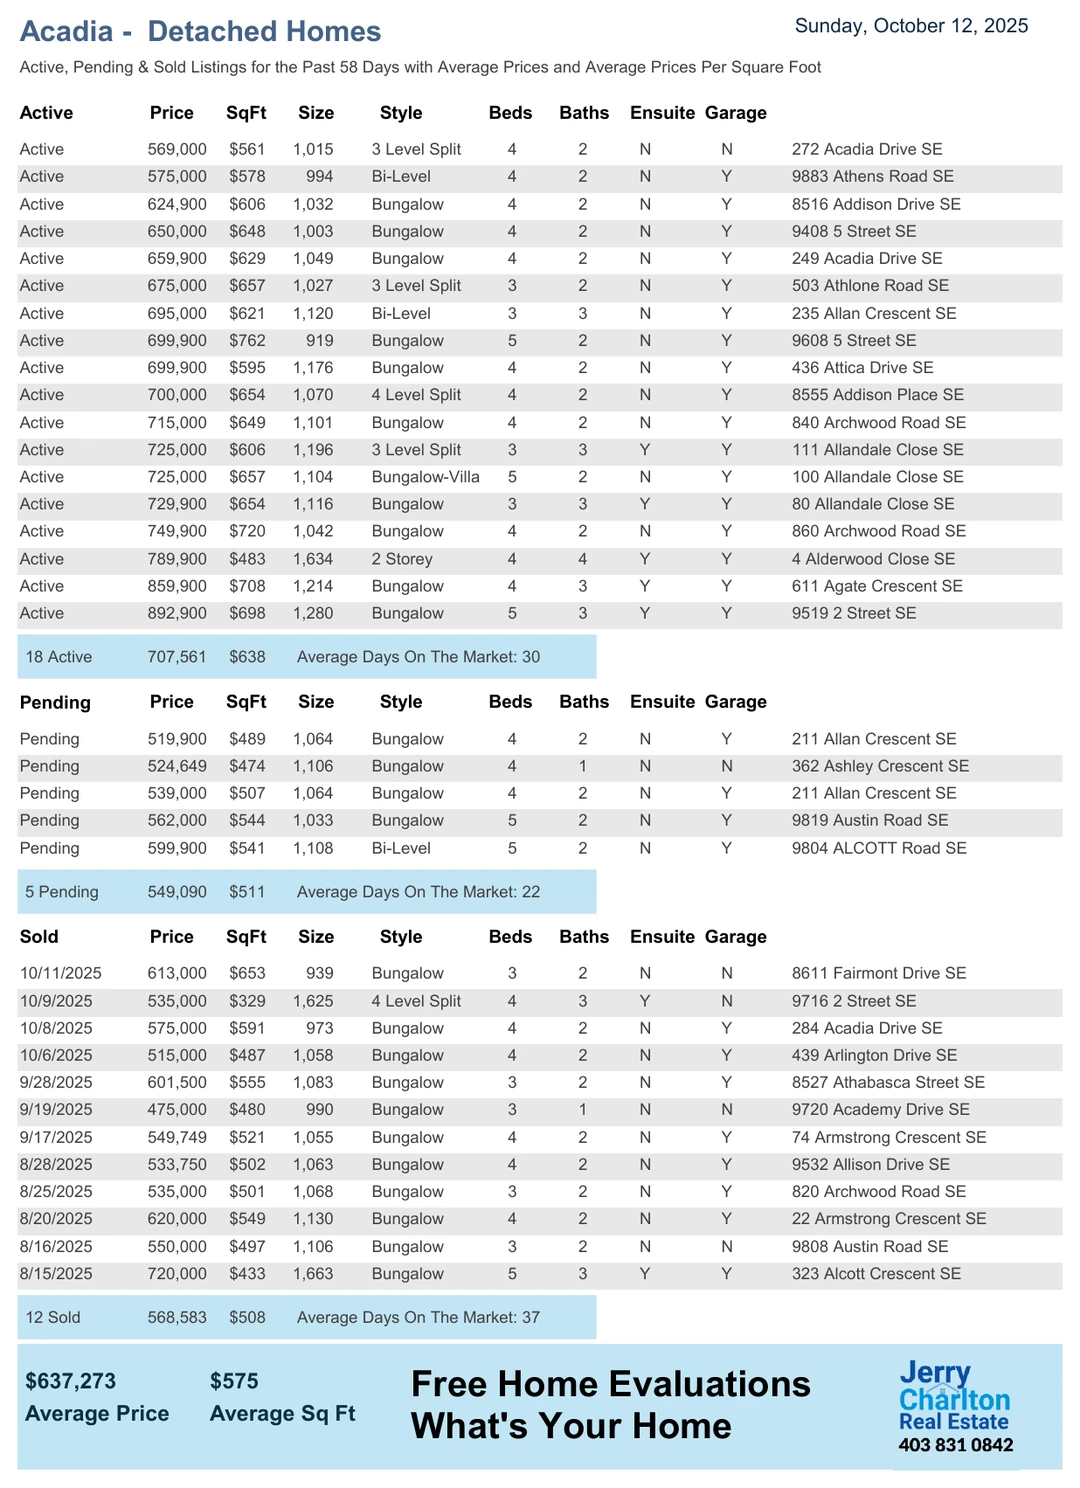 Acadia - Detached Homes
Sunday, October 12, 2025
Active, Pending & Sold Listings for the Past 58 Days with Average Prices and Average Prices Per Square Foot
Active Price SqFt Size Style Beds Baths Ensuite Garage
Active 569,000 $561 1,015 3 Level Split 4 2 N N 272 Acadia Drive SE
Active 575,000 $578 994 Bi-Level 4 2 N Y 9883 Athens Road SE
Active 624,900 $606 1,032 Bungalow 4 2 N Y 8516 Addison Drive SE
Active 650,000 $648 1,003 Bungalow 4 2 N Y 9408 5 Street SE
Active 659,900 $629 1,049 Bungalow 4 2 N Y 249 Acadia Drive SE
Active 675,000 $657 1,027 3 Level Split 3 2 N Y 503 Athlone Road SE
Active 695,000 $621 1,120 Bi-Level 3 3 N Y 235 Allan Crescent SE
Active 699,900 $762 919 Bungalow 5 2 N Y 9608 5 Street SE
Active 699,900 $595 1,176 Bungalow 4 2 N Y 436 Attica Drive SE
Active 700,000 $654 1,070 4 Level Split 4 2 N Y 8555 Addison Place SE
Active 715,000 $649 1,101 Bungalow 4 2 N Y 840 Archwood Road SE
Active 725,000 $606 1,196 3 Level Split 3 3 Y Y 111 Allandale Close SE
Active 725,000 $657 1,104 Bungalow-Villa 5 2 N Y 100 Allandale Close SE
Active 729,900 $654 1,116 Bungalow 3 3 Y Y 80 Allandale Close SE
Active 749,900 $720 1,042 Bungalow 4 2 N Y 860 Archwood Road SE
Active 789,900 $483 1,634 2 Storey 4 4 Y Y 4 Alderwood Close SE
Active 859,900 $708 1,214 Bungalow 4 3 Y Y 611 Agate Crescent SE
Active 892,900 $698 1,280 Bungalow 5 3 Y Y 9519 2 Street SE
18 Active 707,561 $638 Average Days On The Market: 30
Pending Price SqFt Size Style Beds Baths Ensuite Garage
Pending 519,900 $489 1,064 Bungalow 4 2 N Y 211 Allan Crescent SE
Pending 524,649 $474 1,106 Bungalow 4 1 N N 362 Ashley Crescent SE
Pending 539,000 $507 1,064 Bungalow 4 2 N Y 211 Allan Crescent SE
Pending 562,000 $544 1,033 Bungalow 5 2 N Y 9819 Austin Road SE
Pending 599,900 $541 1,108 Bi-Level 5 2 N Y 9804 ALCOTT Road SE
5 Pending 549,090 $511 Average Days On The Market: 22
Sold Price SqFt Size Style Beds Baths Ensuite Garage
10/11/2025 613,000 $653 939 Bungalow 3 2 N N 8611 Fairmont Drive SE
10/9/2025 535,000 $329 1,625 4 Level Split 4 3 Y N 9716 2 Street SE
10/8/2025 575,000 $591 973 Bungalow 4 2 N Y 284 Acadia Drive SE
10/6/2025 515,000 $487 1,058 Bungalow 4 2 N Y 439 Arlington Drive SE
9/28/2025 601,500 $555 1,083 Bungalow 3 2 N Y 8527 Athabasca Street SE
9/19/2025 475,000 $480 990 Bungalow 3 1 N N 9720 Academy Drive SE
9/17/2025 549,749 $521 1,055 Bungalow 4 2 N Y 74 Armstrong Crescent SE
8/28/2025 533,750 $502 1,063 Bungalow 4 2 N Y 9532 Allison Drive SE
8/25/2025 535,000 $501 1,068 Bungalow 3 2 N Y 820 Archwood Road SE
8/20/2025 620,000 $549 1,130 Bungalow 4 2 N Y 22 Armstrong Crescent SE
8/16/2025 550,000 $497 1,106 Bungalow 3 2 N N 9808 Austin Road SE
8/15/2025 720,000 $433 1,663 Bungalow 5 3 Y Y 323 Alcott Crescent SE
12 Sold 568,583 $508 Average Days On The Market: 37
$637,273 $575
Average Price Average Sq Ft
Free Home Evaluations
What's Your Home
Jerry
Charlton
Real Estate
403 831 0842